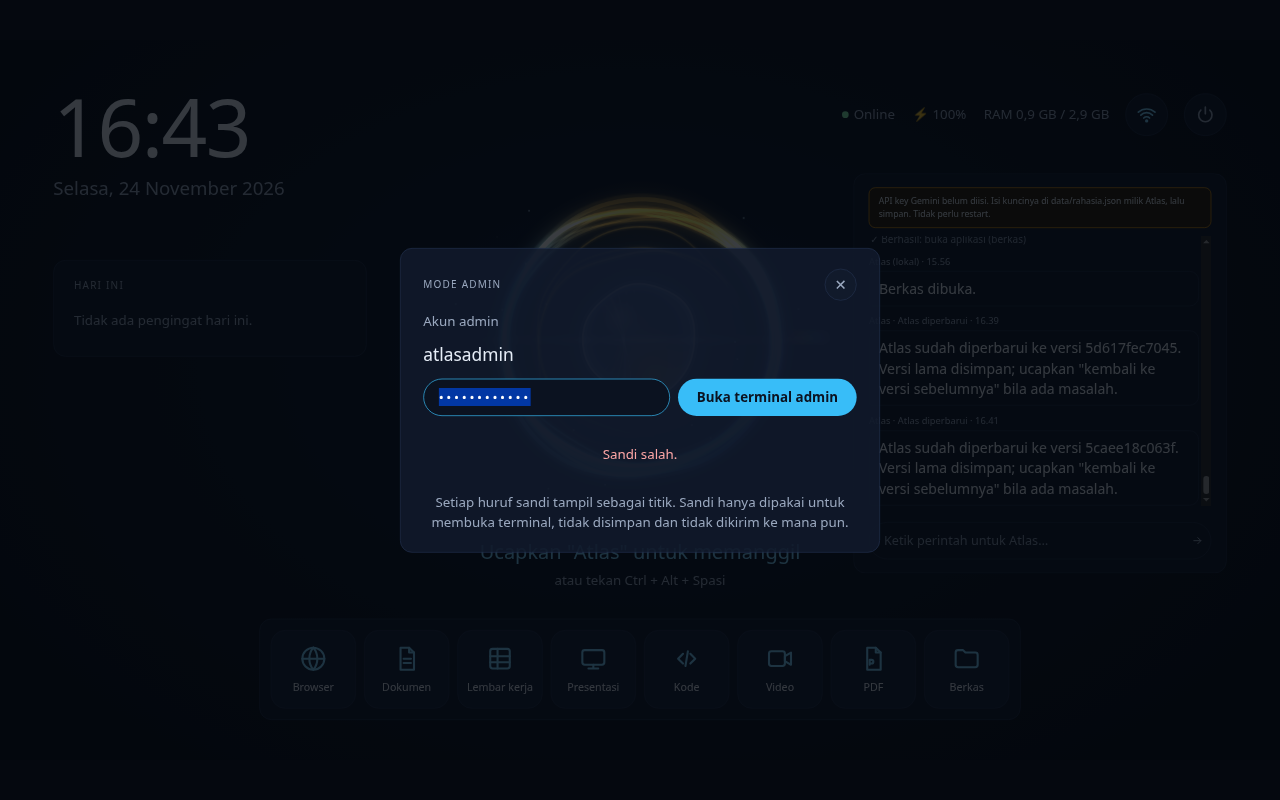 16:43
Selasa, 24 November 2026
Online
100%
RAM 0,9 GB / 2,9 GB
HARI INI
Tidak ada pengingat hari ini.
API key Gemini belum diisi. Isi kuncinya di data/rahasia.json milik Atlas, lalu
simpan. Tidak perlu restart.
✓ Berhasil: buka aplikasi (berkas)
(lokal) · 15.56
Berkas dibuka.
· Atlas diperbarui · 16.39
Atlas sudah diperbarui ke versi 5d617fec7045.
Versi lama disimpan; ucapkan "kembali ke
versi sebelumnya" bila ada masalah.
· Atlas diperbarui · 16.41
Atlas sudah diperbarui ke versi 5caee18c063f.
Versi lama disimpan; ucapkan "kembali ke
versi sebelumnya" bila ada masalah.
Ketik perintah untuk Atlas...
MODE ADMIN
Akun admin
atlasadmin
Buka terminal admin
Sandi salah.
Setiap huruf sandi tampil sebagai titik. Sandi hanya dipakai untuk
membuka terminal, tidak disimpan dan tidak dikirim ke mana pun.
Ucapkan "Atlas" untuk memanggil
atau tekan Ctrl + Alt + Spasi
Browser
Dokumen
Lembar kerja
Presentasi
Kode
Video
PDF
Berkas